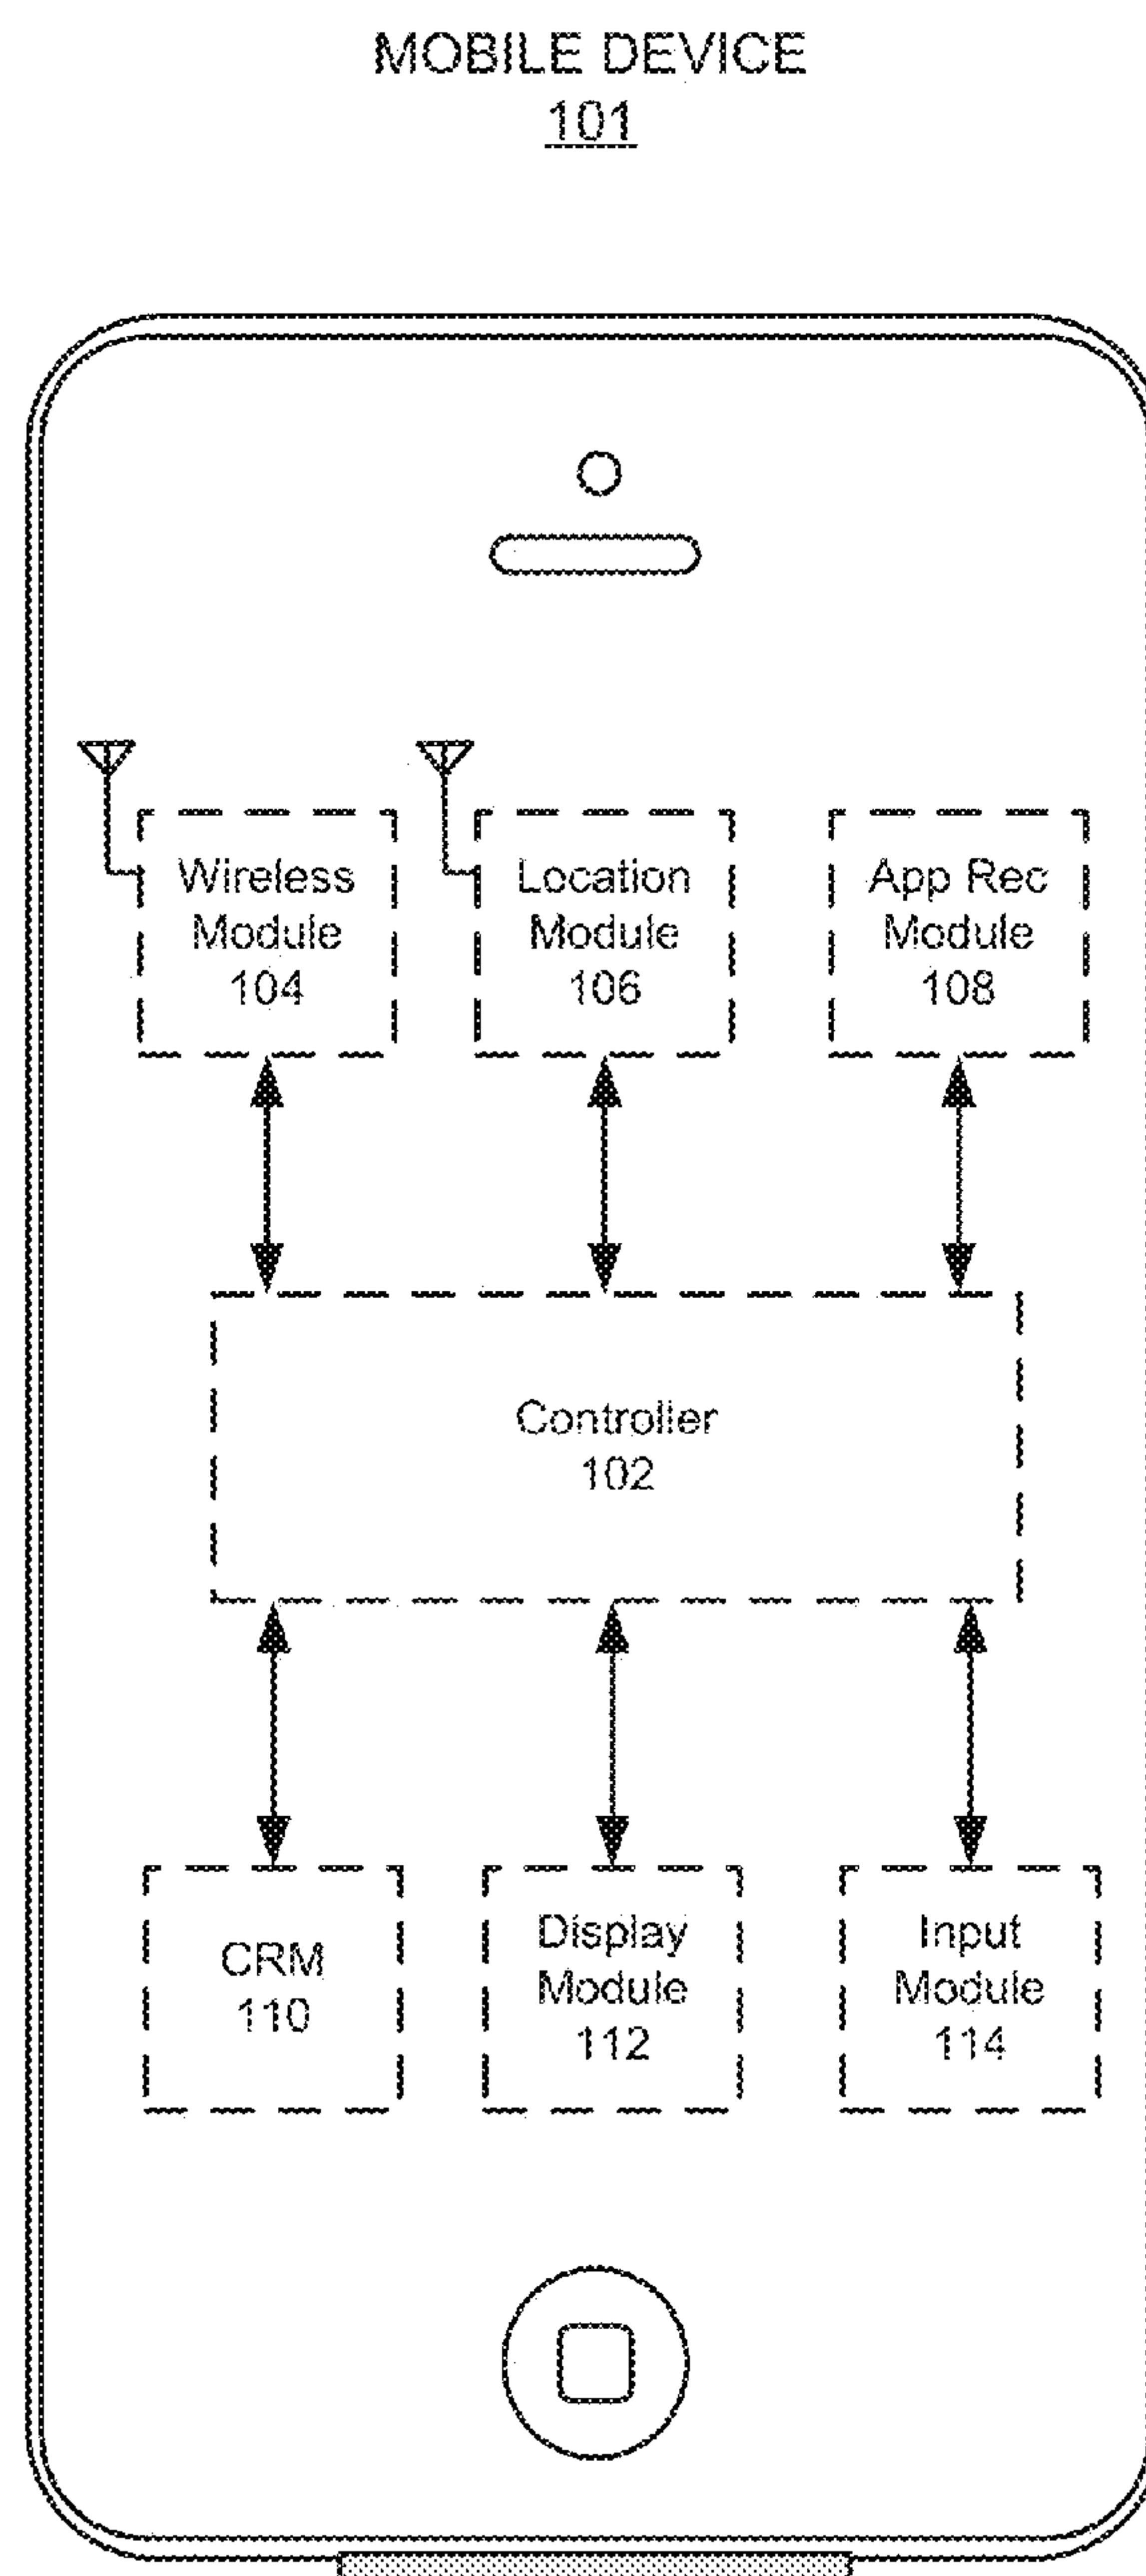 MOBILE DEVICE
101
Wireless
Module
104
Location
Module
106
App Rec
Module
108
Controller
102
CRM
110
Display
Module
112
Input
Module
114